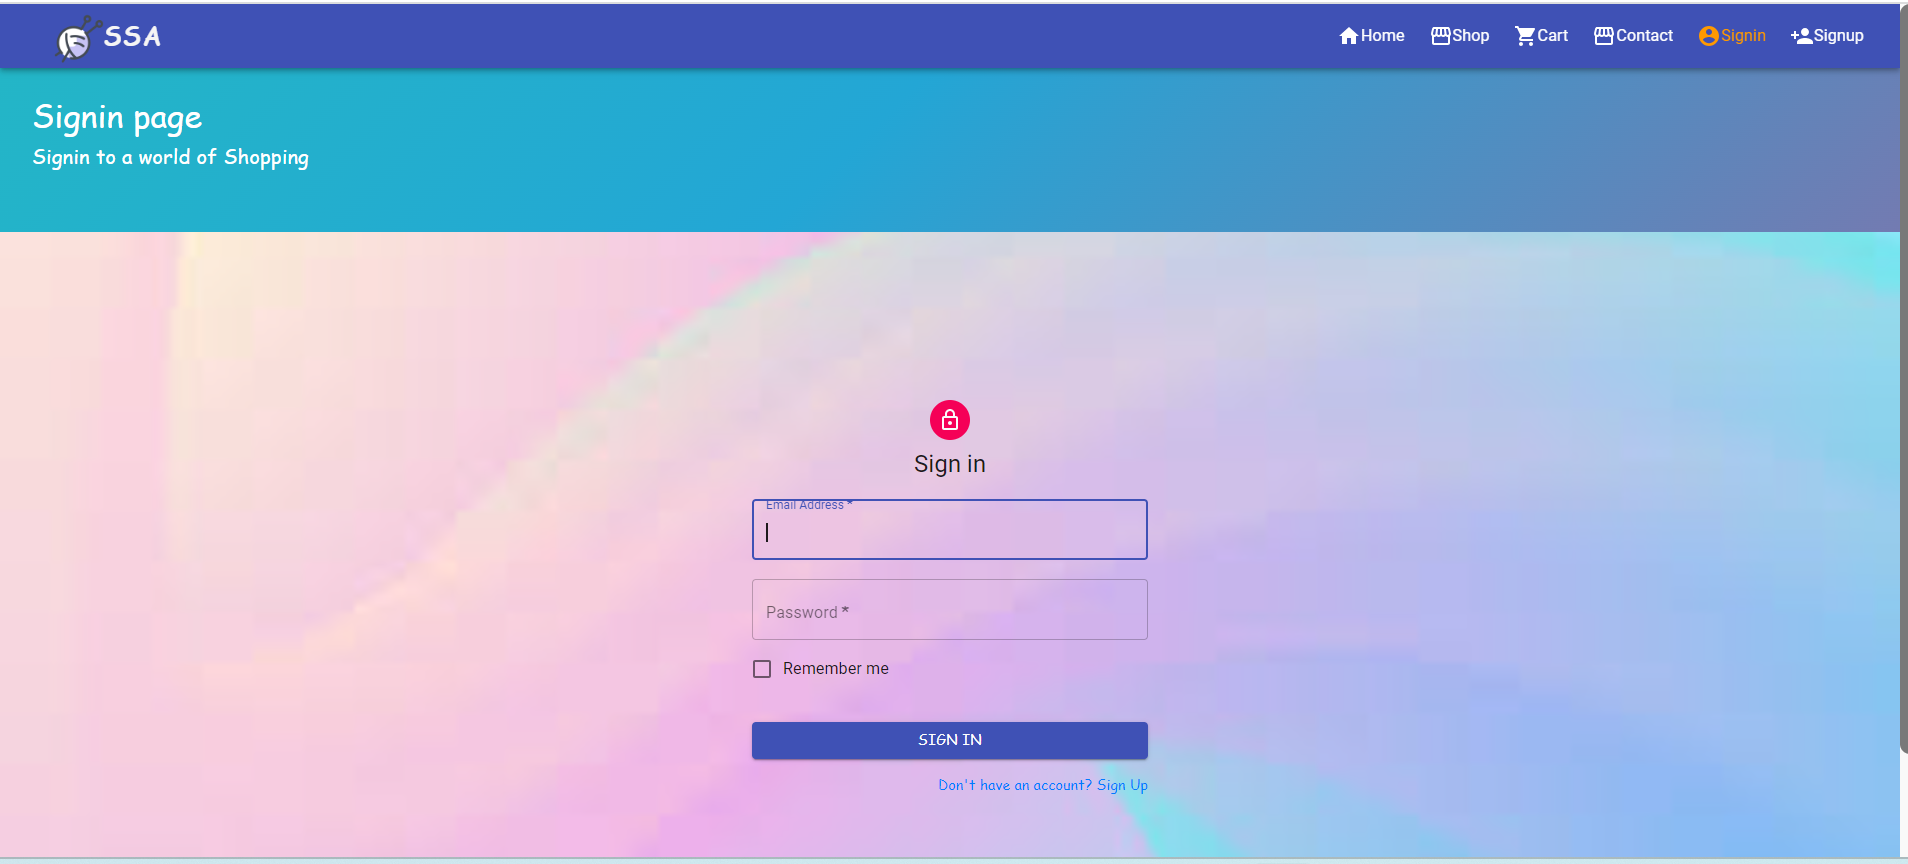 SSA
Home Shop Cart Contact Signin Signup
Signin page
Signin to a world of Shopping
Sign in
Email Address *
Password *
Remember me
SIGN IN
Don't have an account? Sign Up